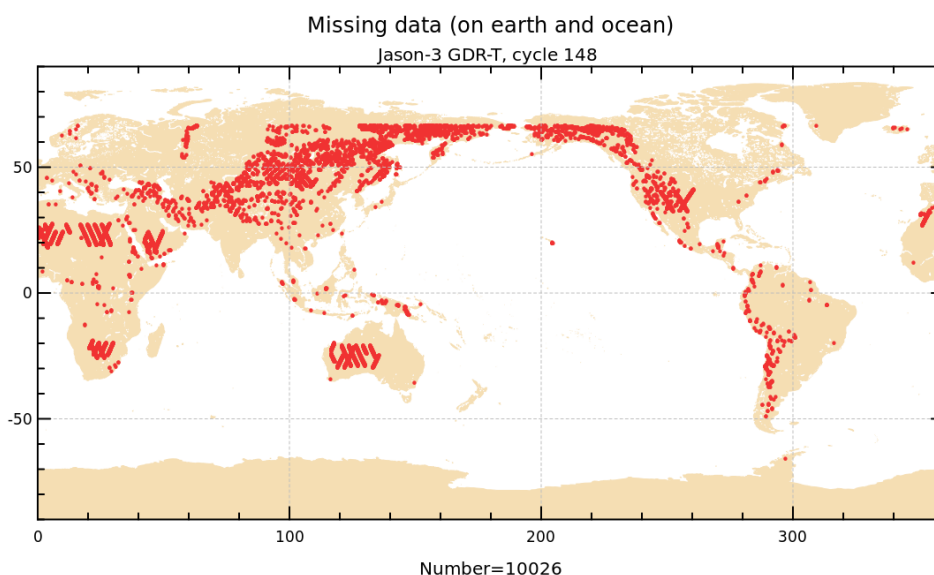 Missing data (on earth and ocean)
Jason-3 GDR-T, cycle 148
50
0
-50
0 100 200 300
Number=10026